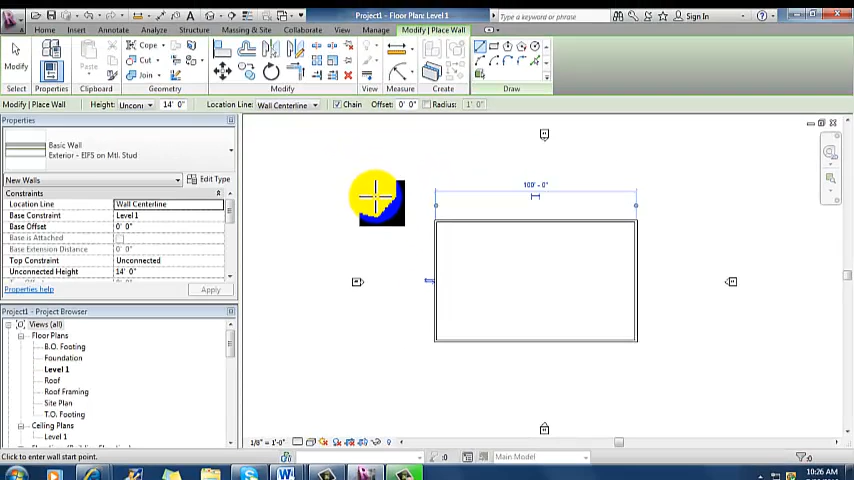 Project1 - Floor Plan: Level 1
Type a keyword or phrase
Sign In
Home Insert Annotate Analyze Structure Massing & Site Collaborate View Manage Modify | Place Wall
Modify
Properties
Paste
Cope
Cut
Join
Select Properties Clipboard Geometry Modify View Measure Create Draw
Modify | Place Wall Height: Unconi 14' 0" Location Line: Wall Centerline Chain Offset: 0' 0" Radius: 1' 0"
Properties
Basic Wall
Exterior - EIFS on Mtl. Stud
New Walls Edit Type
Constraints
Location Line Wall Centerline
Base Constraint Level 1
Base Offset 0' 0"
Base is Attached
Base Extension Distance 0' 0"
Top Constraint Unconnected
Unconnected Height 14' 0"
Properties help Apply
100' - 0"
Project1 - Project Browser
Views (all)
Floor Plans
B.O. Footing
Foundation
Level 1
Roof
Roof Framing
Site Plan
T.O. Footing
Ceiling Plans
Level 1
1/8" = 1'-0"
Click to enter wall start point.
:0
Main Model
:0
10:26 AM